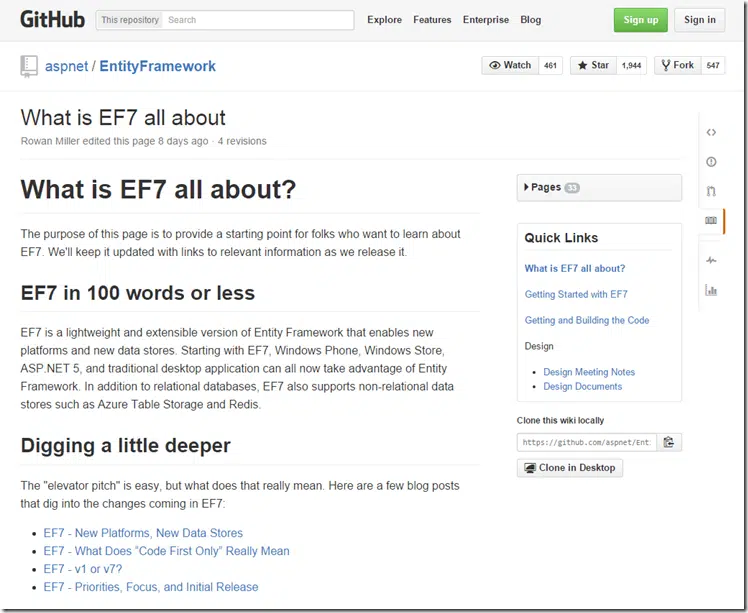 GitHub This repository Search Explore Features Enterprise Blog Sign up Sign in
aspnet / EntityFramework Watch 461 Star 1,944 Fork 547
What is EF7 all about
Rowan Miller edited this page 8 days ago · 4 revisions
What is EF7 all about?
The purpose of this page is to provide a starting point for folks who want to learn about
EF7. We'll keep it updated with links to relevant information as we release it.
EF7 in 100 words or less
EF7 is a lightweight and extensible version of Entity Framework that enables new
platforms and new data stores. Starting with EF7, Windows Phone, Windows Store,
ASP.NET 5, and traditional desktop application can all now take advantage of Entity
Framework. In addition to relational databases, EF7 also supports non-relational data
stores such as Azure Table Storage and Redis.
Digging a little deeper
The "elevator pitch" is easy, but what does that really mean. Here are a few blog posts
that dig into the changes coming in EF7:
• EF7 - New Platforms, New Data Stores
• EF7 - What Does "Code First Only" Really Mean
• EF7 - v1 or v7?
• EF7 - Priorities, Focus, and Initial Release
Pages 33
Quick Links
What is EF7 all about?
Getting Started with EF7
Getting and Building the Code
Design
• Design Meeting Notes
• Design Documents
Clone this wiki locally
https://github.com/aspnet/Ent
Clone in Desktop